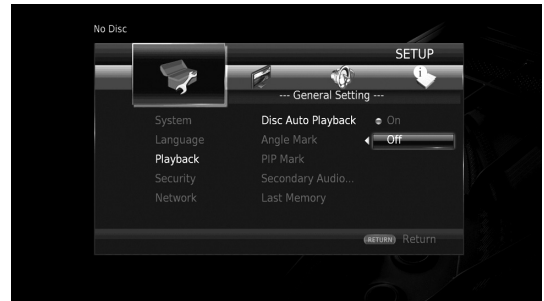 No Disc
SETUP
--- General Setting ---
System Disc Auto Playback On
Language Angle Mark Off
Playback PIP Mark
Security Secondary Audio...
Network Last Memory
RETURN Return